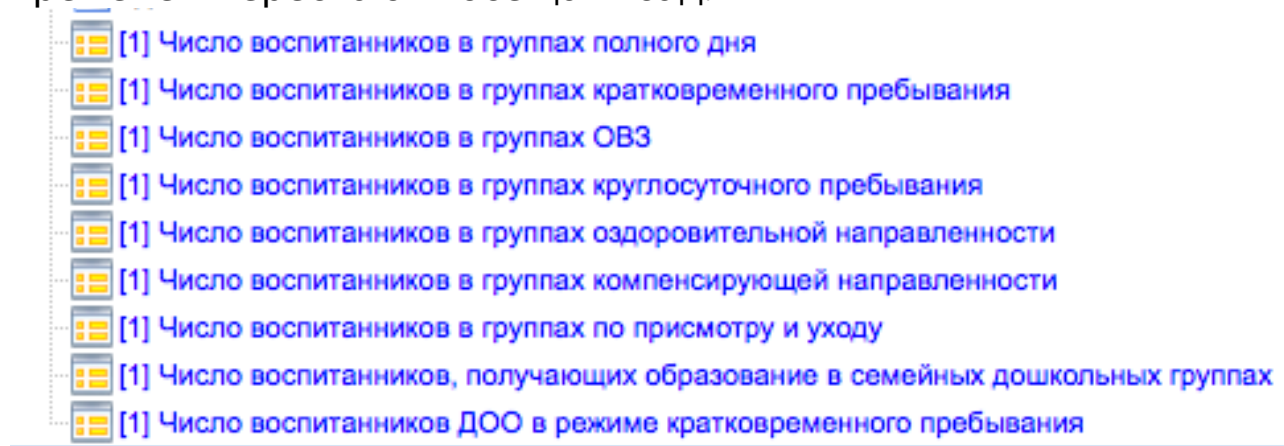 [1] Число воспитанников в группах полного дня
[1] Число воспитанников в группах кратковременного пребывания
[1] Число воспитанников в группах ОВЗ
[1] Число воспитанников в группах круглосуточного пребывания
[1] Число воспитанников в группах оздоровительной направленности
[1] Число воспитанников в группах компенсирующей направленности
[1] Число воспитанников в группах по присмотру и уходу
[1] Число воспитанников, получающих образование в семейных дошкольных группах
[1] Число воспитанников ДОО в режиме кратковременного пребывания